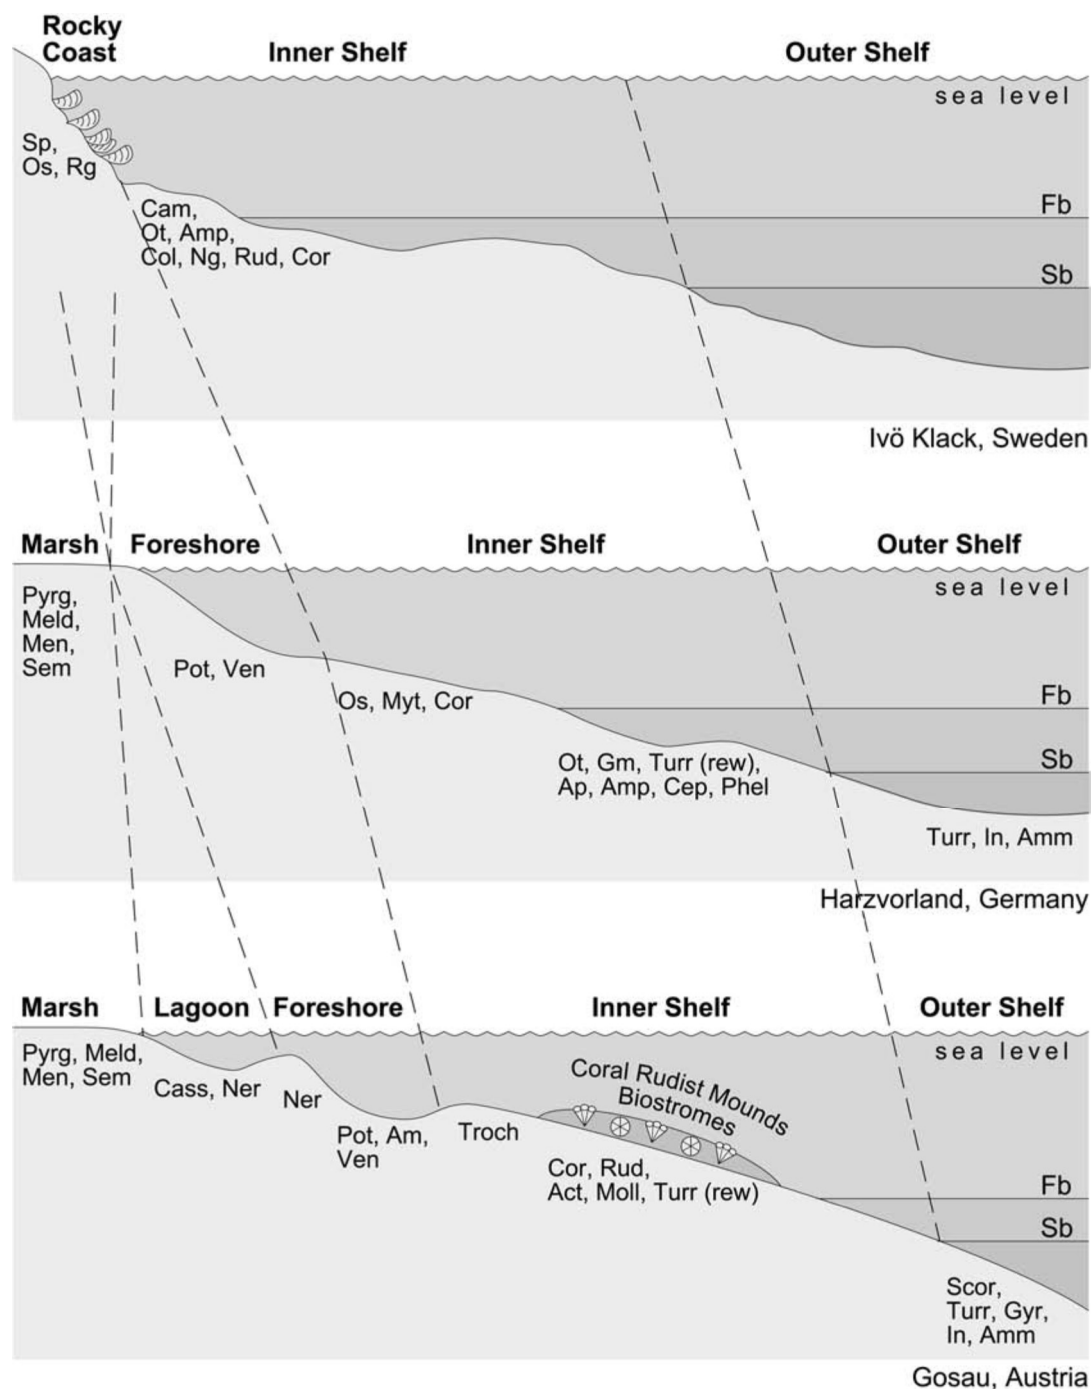 Rocky
Coast
Inner Shelf
Outer Shelf
sea level
Sp,
Os, Rg
Cam,
Ot, Amp,
Col, Ng, Rud, Cor
Fb
Sb
Ivö Klack, Sweden
Marsh
Foreshore
Inner Shelf
Outer Shelf
sea level
Pyrg,
Meld,
Men,
Sem
Pot, Ven
Os, Myt, Cor
Fb
Ot, Gm, Turr (rew),
Ap, Amp, Cep, Phel
Sb
Turr, In, Amm
Harzvorland, Germany
Marsh
Lagoon
Foreshore
Inner Shelf
Outer Shelf
sea level
Pyrg, Meld,
Men, Sem
Cass, Ner
Ner
Pot, Am,
Ven
Troch
Coral Rudist Mounds
Biostromes
Cor, Rud,
Act, Moll, Turr (rew)
Fb
Sb
Scor,
Turr, Gyr,
In, Amm
Gosau, Austria